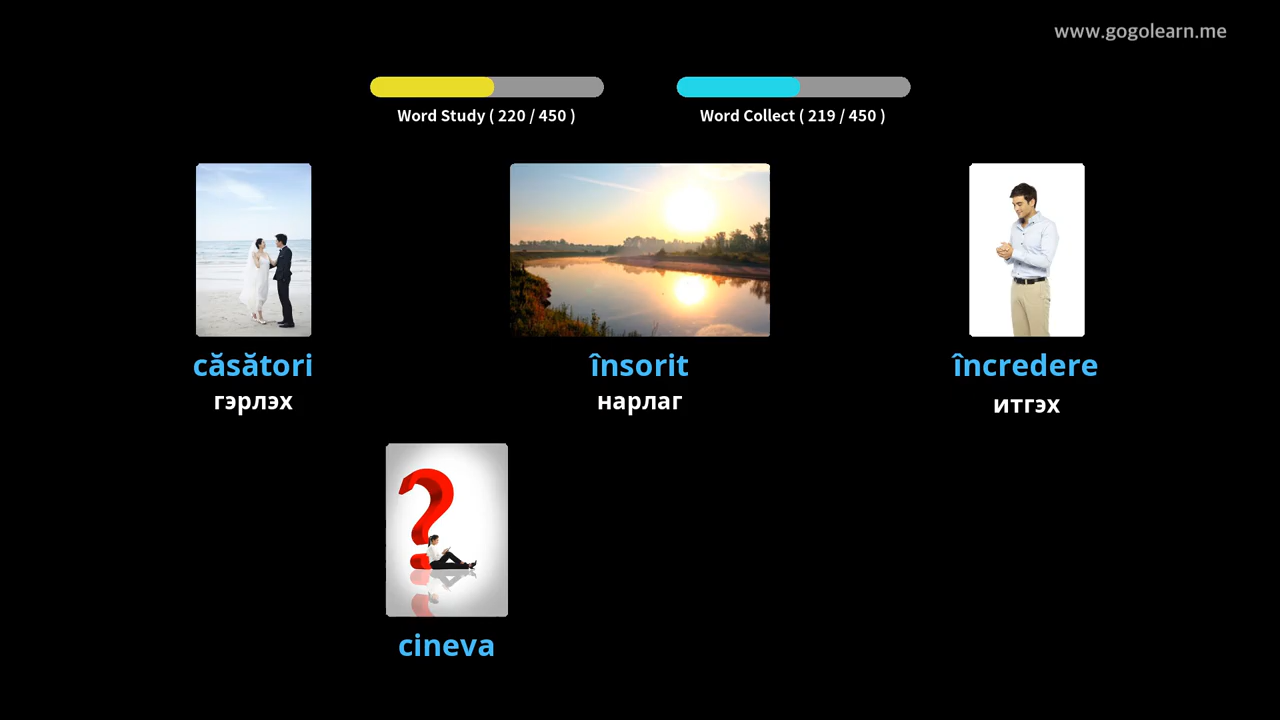 www.gogolearn.me
Word Study ( 220 / 450 )
Word Collect ( 219 / 450 )
căsători
гэрлэх
însorit
нарлаг
încredere
итгэх
cineva